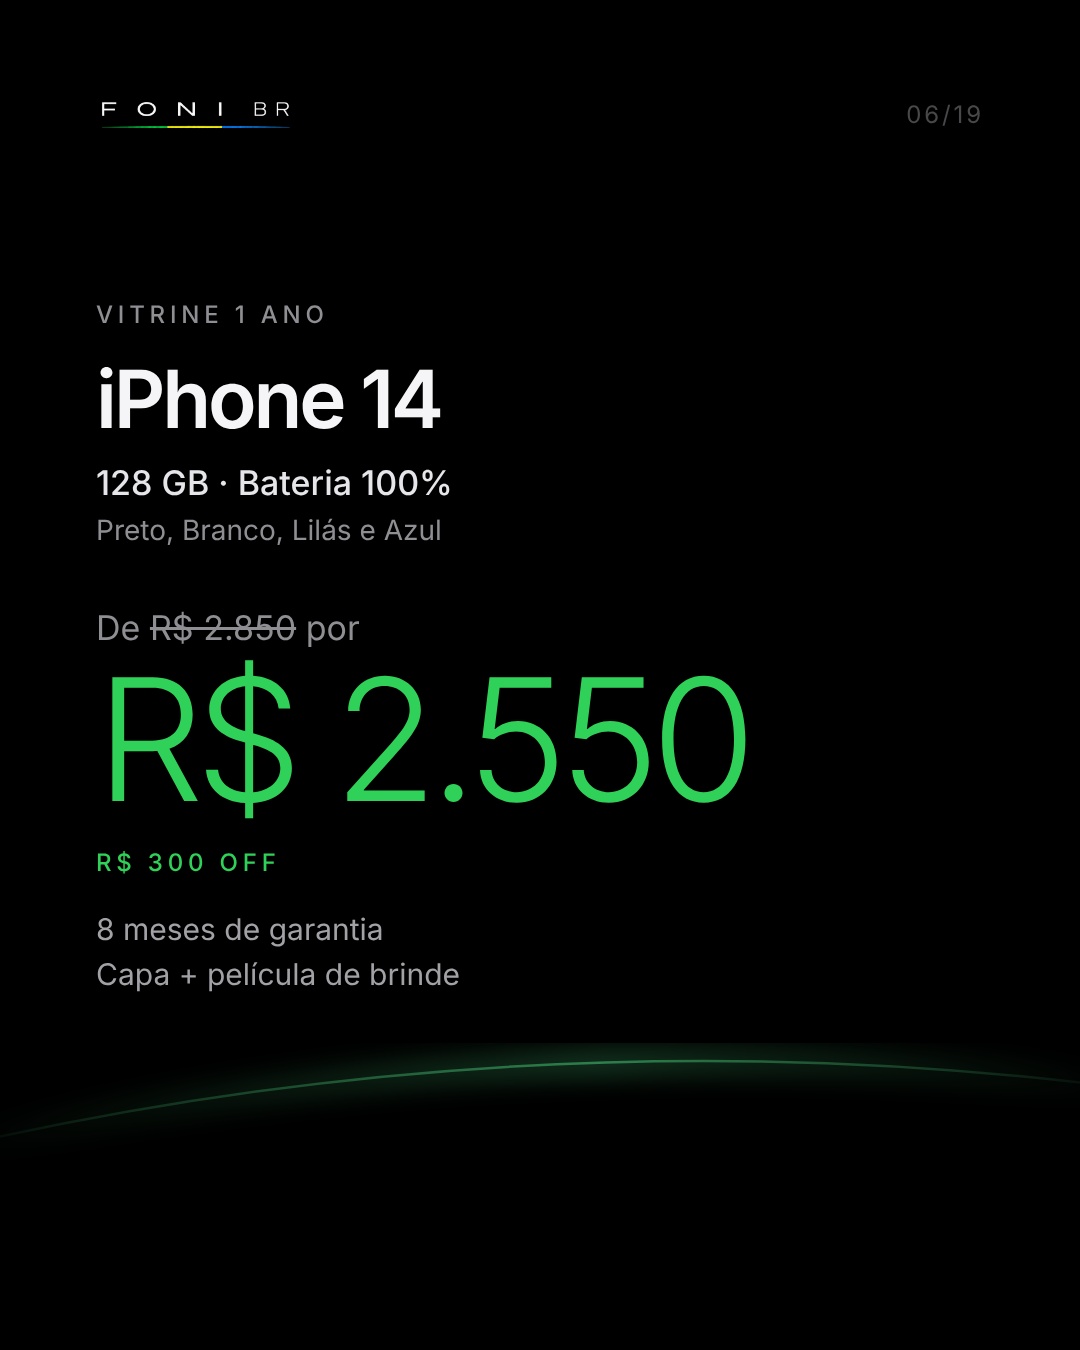 FONI BR
06/19
VITRINE 1 ANO
iPhone 14
128 GB · Bateria 100%
Preto, Branco, Lilás e Azul
De R$ 2.850 por
R$ 2.550
R$ 300 OFF
8 meses de garantia
Capa + película de brinde